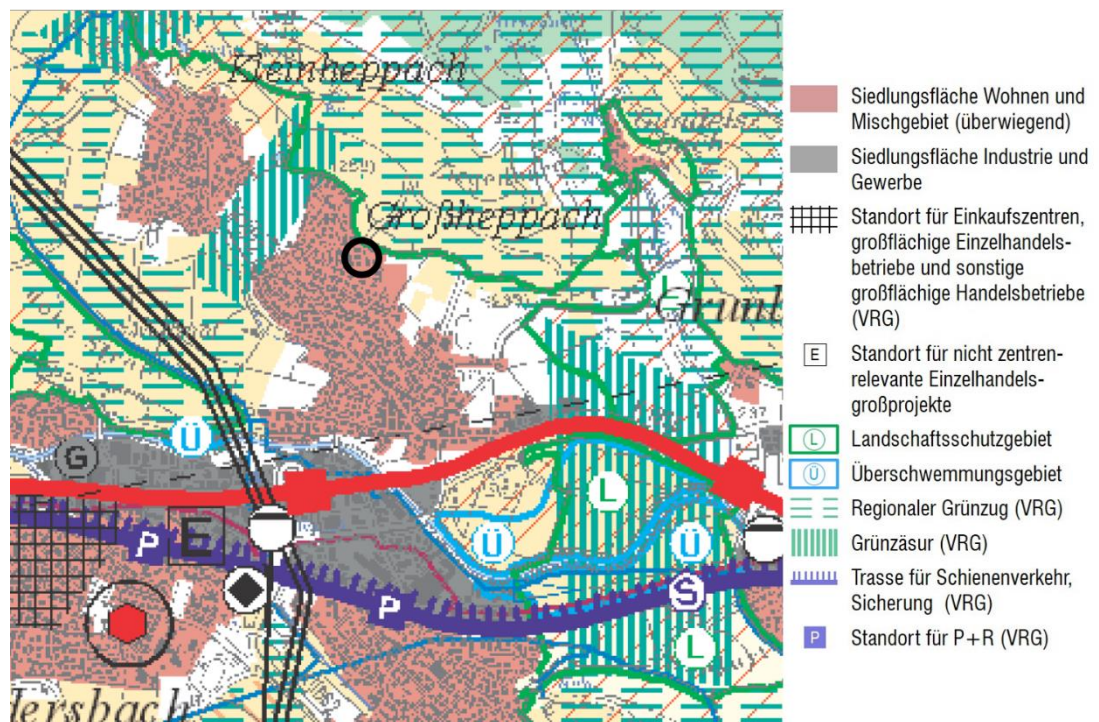 Kleinheppach
Großheppach
L
Grunb
Ü
G
L
E
P
Ü
Ü
P
S
L
lersbach
Siedlungsfläche Wohnen und
Mischgebiet (überwiegend)
Siedlungsfläche Industrie und
Gewerbe
Standort für Einkaufszentren,
großflächige Einzelhandels-
betriebe und sonstige
großflächige Handelsbetriebe
(VRG)
E
Standort für nicht zentren-
relevante Einzelhandels-
großprojekte
L
Landschaftsschutzgebiet
Ü
Überschwemmungsgebiet
Regionaler Grünzug (VRG)
Grünzäsur (VRG)
Trasse für Schienenverkehr,
Sicherung (VRG)
P
Standort für P+R (VRG)